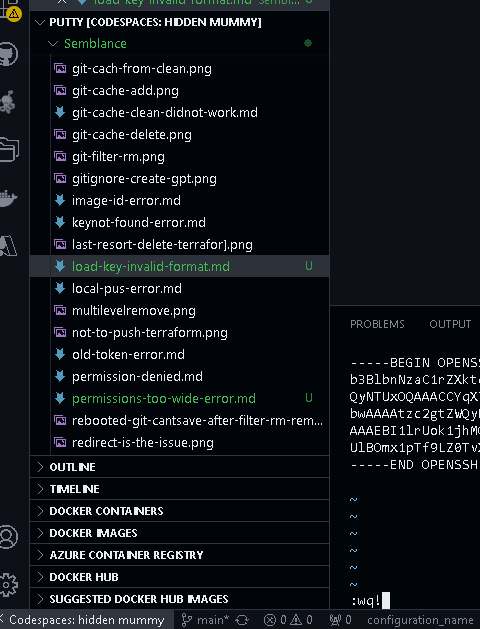 load-key-invalid-format.md Sembl... U
PUTTY [CODESPACES: HIDDEN MUMMY]
Semblance
git-cach-from-clean.png
git-cache-add.png
git-cache-clean-didnot-work.md
git-cache-delete.png
git-filter-rm.png
gitignore-create-gpt.png
image-id-error.md
keynot-found-error.md
last-resort-delete-terrafor].png
load-key-invalid-format.md U
local-pus-error.md
multilevelremove.png
not-to-push-terraform.png
old-token-error.md
permission-denied.md
permissions-too-wide-error.md U
rebooted-git-cantsave-after-filter-rm-rem...
redirect-is-the-issue.png
OUTLINE
TIMELINE
DOCKER CONTAINERS
DOCKER IMAGES
AZURE CONTAINER REGISTRY
DOCKER HUB
SUGGESTED DOCKER HUB IMAGES
PROBLEMS OUTPUT
-----BEGIN OPENSS
-----END OPENSSH
~
~
~
~
~
~
:wq!
Codespaces: hidden mummy main* 0 0 0 configuration_name